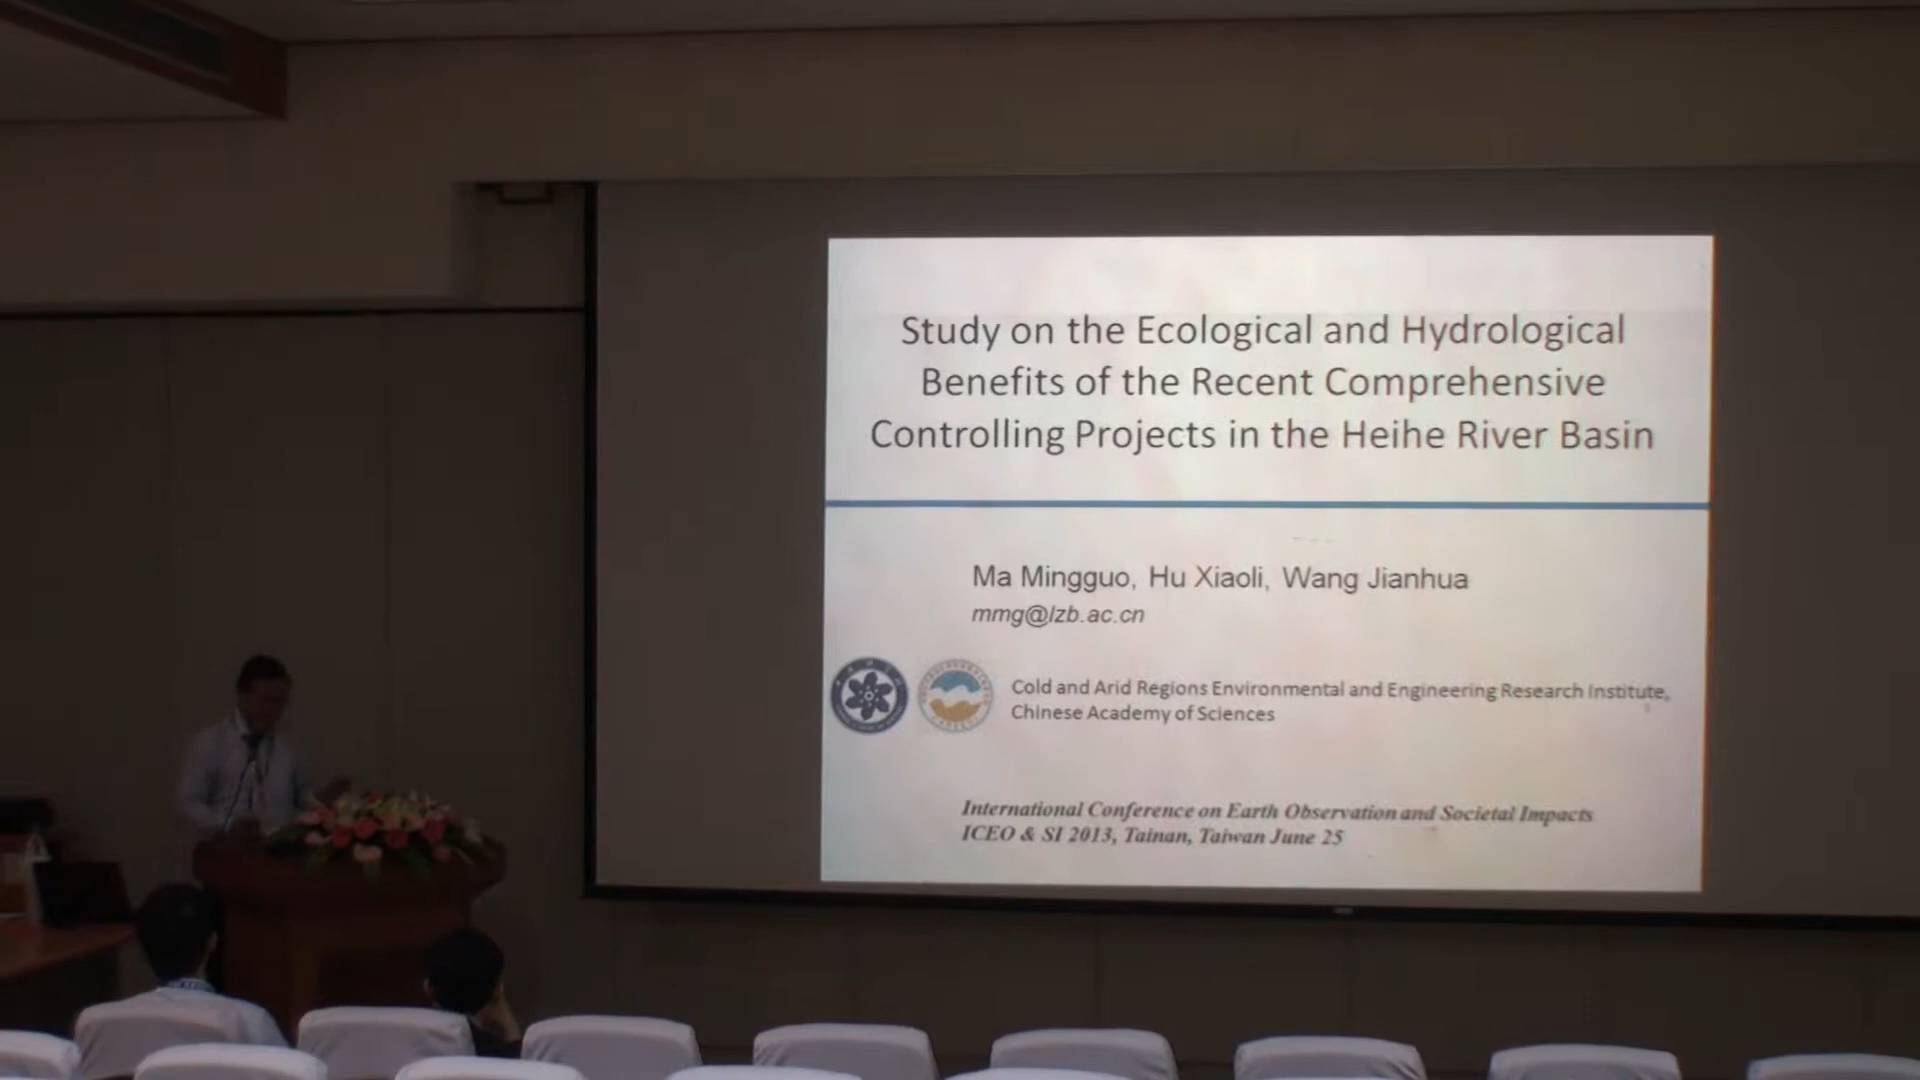 Study on the Ecological and Hydrological
Benefits of the Recent Comprehensive
Controlling Projects in the Heihe River Basin
Ma Mingguo, Hu Xiaoli, Wang Jianhua
mmg@lzb.ac.cn
Cold and Arid Regions Environmental and Engineering Research Institute,
Chinese Academy of Sciences
International Conference on Earth Observation and Societal Impacts
ICEO & SI 2013, Tainan, Taiwan June 25